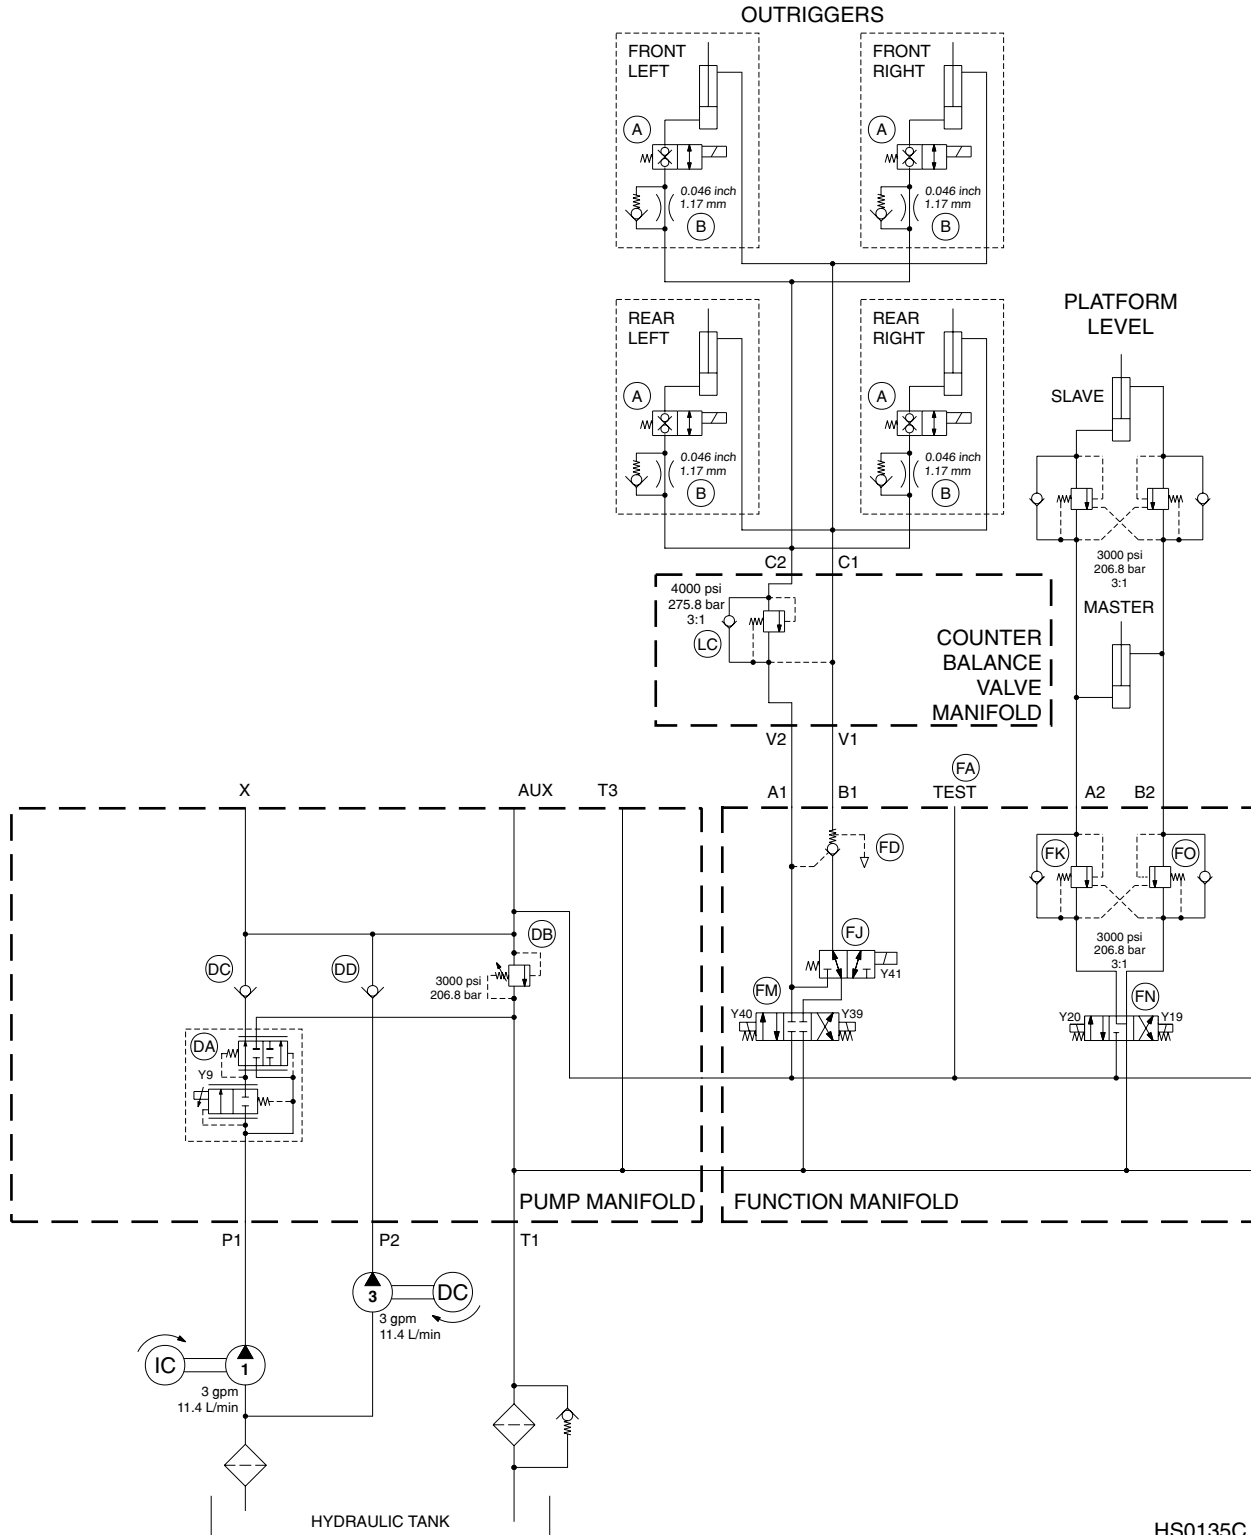 OUTRIGGERS
FRONT
LEFT
A
0.046 inch
1.17 mm
B
FRONT
RIGHT
A
0.046 inch
1.17 mm
B
REAR
LEFT
A
0.046 inch
1.17 mm
B
REAR
RIGHT
A
0.046 inch
1.17 mm
B
PLATFORM
LEVEL
SLAVE
3000 psi
206.8 bar
3:1
MASTER
C2
C1
4000 psi
275.8 bar
3:1
LC
COUNTER
BALANCE
VALVE
MANIFOLD
V2
V1
X
AUX
T3
A1
B1
FA
TEST
A2
B2
FD
FK
FO
DC
DD
DB
3000 psi
206.8 bar
FJ
Y41
3000 psi
206.8 bar
3:1
FM
Y40
Y39
FN
Y20
Y19
DA
Y9
PUMP MANIFOLD
FUNCTION MANIFOLD
P1
P2
T1
3
DC
3 gpm
11.4 L/min
IC
1
3 gpm
11.4 L/min
HYDRAULIC TANK
HS0135C